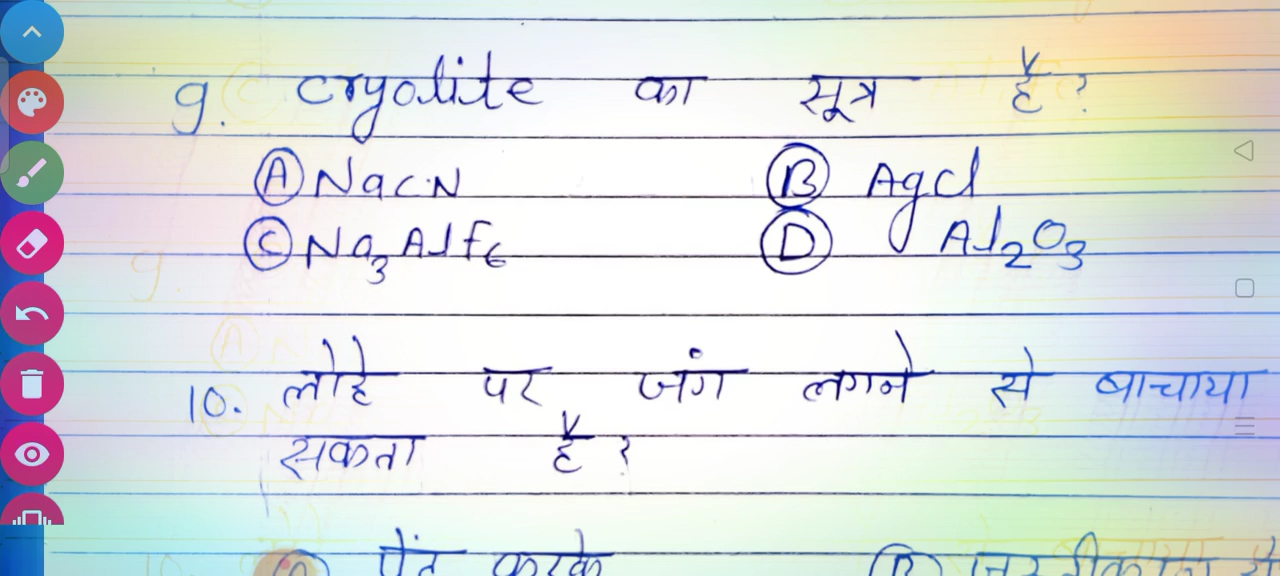 9. cryolite का सूत्र है ?
(A) NaCN (B) AgCl
(C) Na3AlF6 (D) Al2O3
10. लोहे पर जंग लगने से बाचाया
सकता है ?
(A) पेंट करके (B)